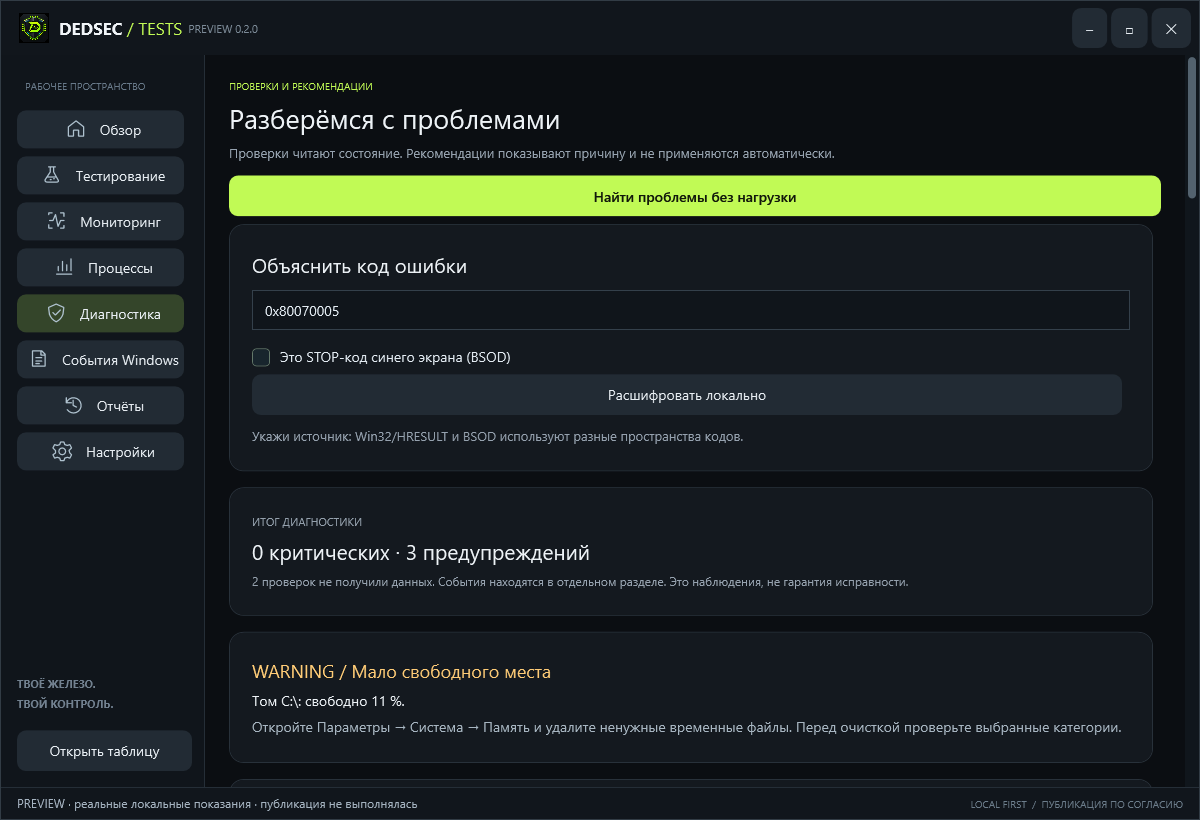 DEDSEC / TESTS PREVIEW 0.2.0
РАБОЧЕЕ ПРОСТРАНСТВО
Обзор
Тестирование
Мониторинг
Процессы
Диагностика
События Windows
Отчёты
Настройки
ТВОЁ ЖЕЛЕЗО.
ТВОЙ КОНТРОЛЬ.
Открыть таблицу
ПРОВЕРКИ И РЕКОМЕНДАЦИИ
Разберёмся с проблемами
Проверки читают состояние. Рекомендации показывают причину и не применяются автоматически.
Найти проблемы без нагрузки
Объяснить код ошибки
0x80070005
Это STOP-код синего экрана (BSOD)
Расшифровать локально
Укажи источник: Win32/HRESULT и BSOD используют разные пространства кодов.
ИТОГ ДИАГНОСТИКИ
0 критических · 3 предупреждений
2 проверок не получили данных. События находятся в отдельном разделе. Это наблюдения, не гарантия исправности.
WARNING / Мало свободного места
Том C:\: свободно 11 %.
Откройте Параметры → Система → Память и удалите ненужные временные файлы. Перед очисткой проверьте выбранные категории.
PREVIEW · реальные локальные показания · публикация не выполнялась
LOCAL FIRST / ПУБЛИКАЦИЯ ПО СОГЛАСИЮ